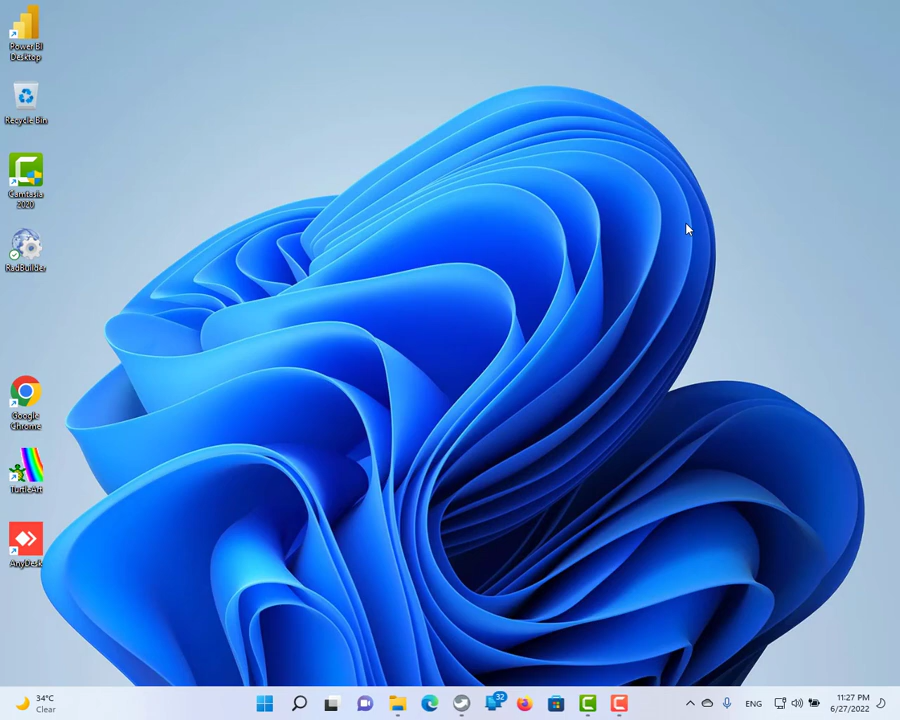 Power BI
Desktop
Recycle Bin
Camtasia
2020
RadBuilder
Google
Chrome
TurtleArt
AnyDesk
34°C
Clear
32
ENG
11:27 PM
6/27/2022